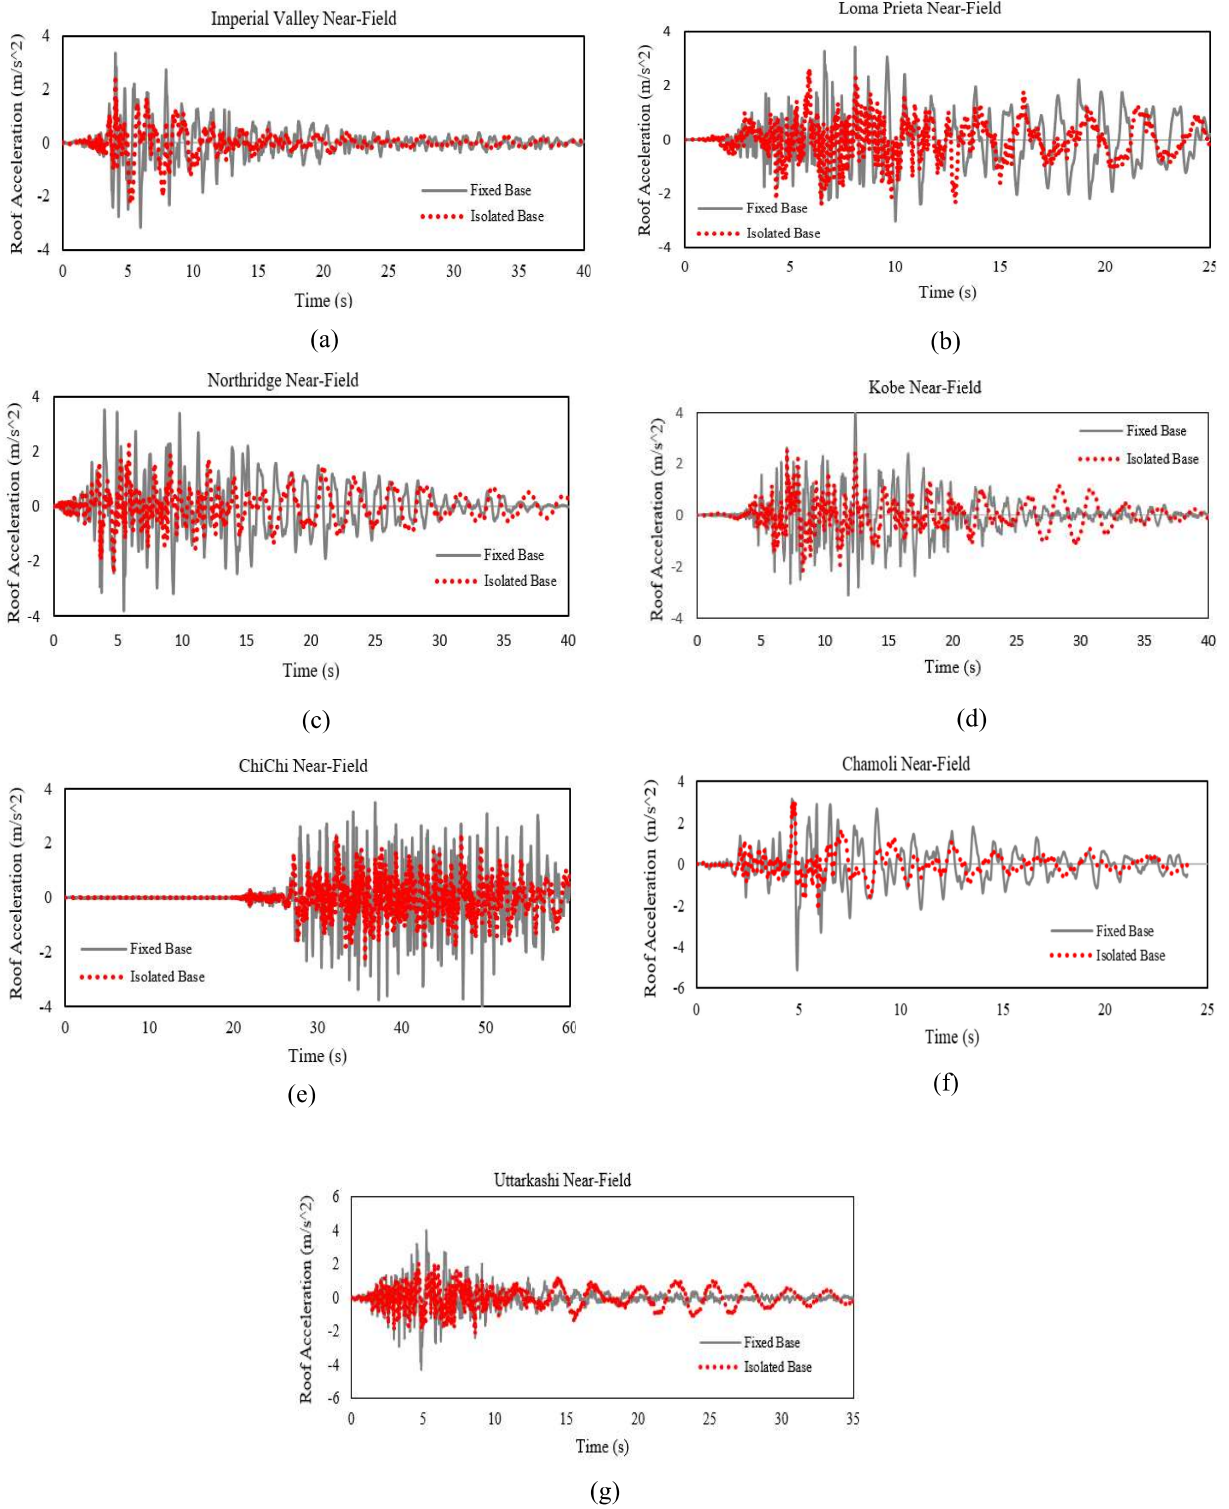 Imperial Valley Near-Field
Roof Acceleration (m/s^2)
4
2
0
-2
-4
Fixed Base
Isolated Base
0 5 10 15 20 25 30 35 40
Time (s)
(a)
Loma Prieta Near-Field
Roof Acceleration (m/s^2)
4
2
0
-2
-4
Fixed Base
Isolated Base
0 5 10 15 20 25
Time (s)
(b)
Northridge Near-Field
Roof Acceleration (m/s^2)
4
2
0
-2
-4
Fixed Base
Isolated Base
0 5 10 15 20 25 30 35 40
Time (s)
(c)
Kobe Near-Field
Roof Acceleration (m/s^2)
4
2
0
-2
-4
Fixed Base
Isolated Base
0 5 10 15 20 25 30 35 40
Time (s)
(d)
ChiChi Near-Field
Roof Acceleration (m/s^2)
4
2
0
-2
-4
Fixed Base
Isolated Base
0 10 20 30 40 50 60
Time (s)
(e)
Chamoli Near-Field
Roof Acceleration (m/s^2)
4
2
0
-2
-4
-6
Fixed Base
Isolated Base
0 5 10 15 20 25
Time (s)
(f)
Uttarkashi Near-Field
Roof Acceleration (m/s^2)
6
4
2
0
-2
-4
-6
Fixed Base
Isolated Base
0 5 10 15 20 25 30 35
Time (s)
(g)